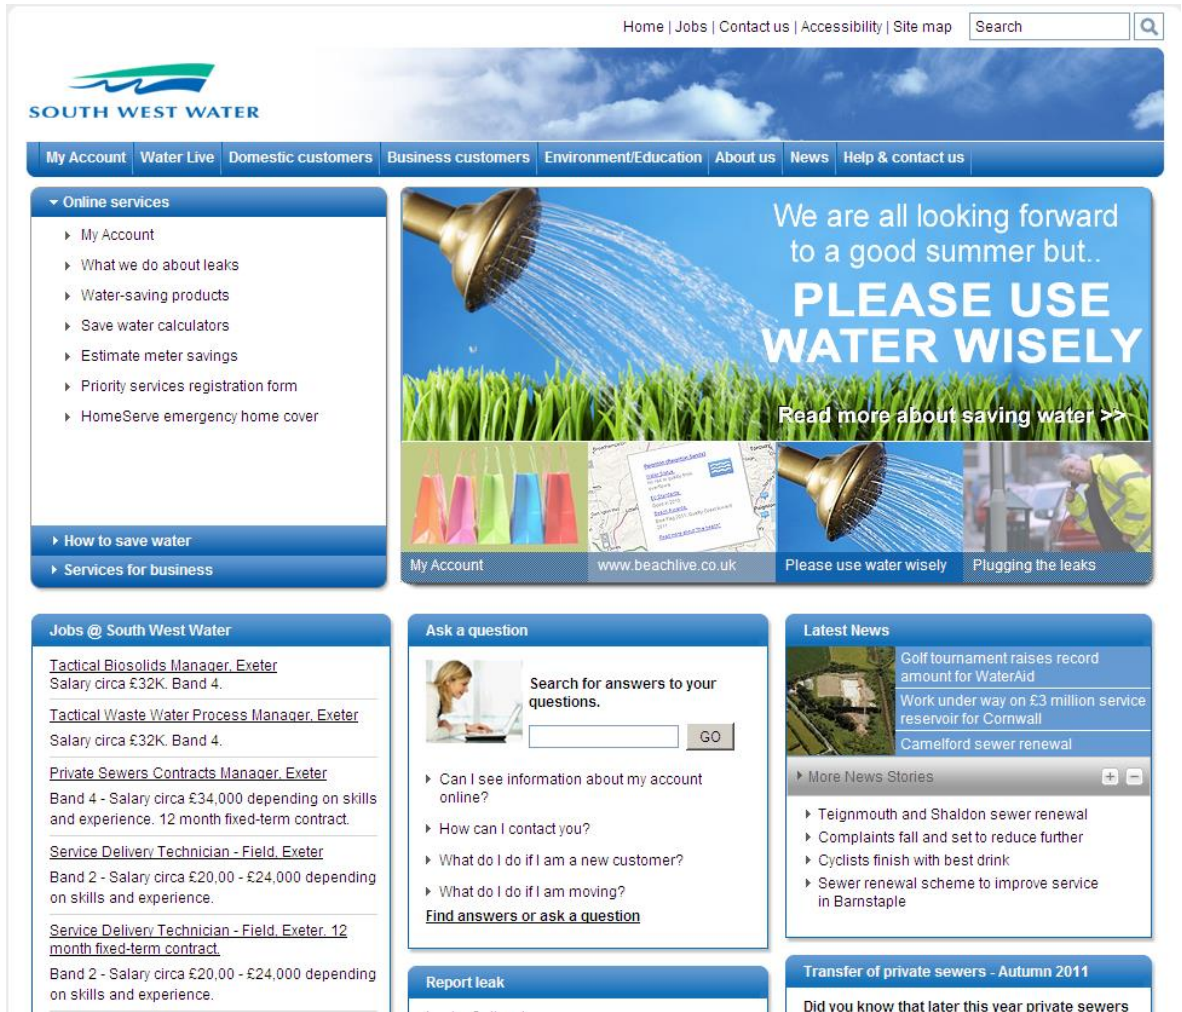 Home | Jobs | Contact us | Accessibility | Site map
Search
SOUTH WEST WATER
My Account
Water Live
Domestic customers
Business customers
Environment/Education
About us
News
Help & contact us
Online services
My Account
What we do about leaks
Water-saving products
Save water calculators
Estimate meter savings
Priority services registration form
HomeServe emergency home cover
How to save water
Services for business
We are all looking forward
to a good summer but..
PLEASE USE
WATER WISELY
Read more about saving water >>
My Account
www.beachlive.co.uk
Please use water wisely
Plugging the leaks
Jobs @ South West Water
Tactical Biosolids Manager, Exeter
Salary circa £32K. Band 4.
Tactical Waste Water Process Manager, Exeter
Salary circa £32K. Band 4.
Private Sewers Contracts Manager, Exeter
Band 4 - Salary circa £34,000 depending on skills
and experience. 12 month fixed-term contract.
Service Delivery Technician - Field, Exeter
Band 2 - Salary circa £20,00 - £24,000 depending
on skills and experience.
Service Delivery Technician - Field, Exeter. 12
month fixed-term contract.
Band 2 - Salary circa £20,00 - £24,000 depending
on skills and experience.
Ask a question
Search for answers to your
questions.
GO
Can I see information about my account
online?
How can I contact you?
What do I do if I am a new customer?
What do I do if I am moving?
Find answers or ask a question
Report leak
Latest News
Golf tournament raises record
amount for WaterAid
Work under way on £3 million service
reservoir for Cornwall
Camelford sewer renewal
More News Stories
Teignmouth and Shaldon sewer renewal
Complaints fall and set to reduce further
Cyclists finish with best drink
Sewer renewal scheme to improve service
in Barnstaple
Transfer of private sewers - Autumn 2011
Did you know that later this year private sewers